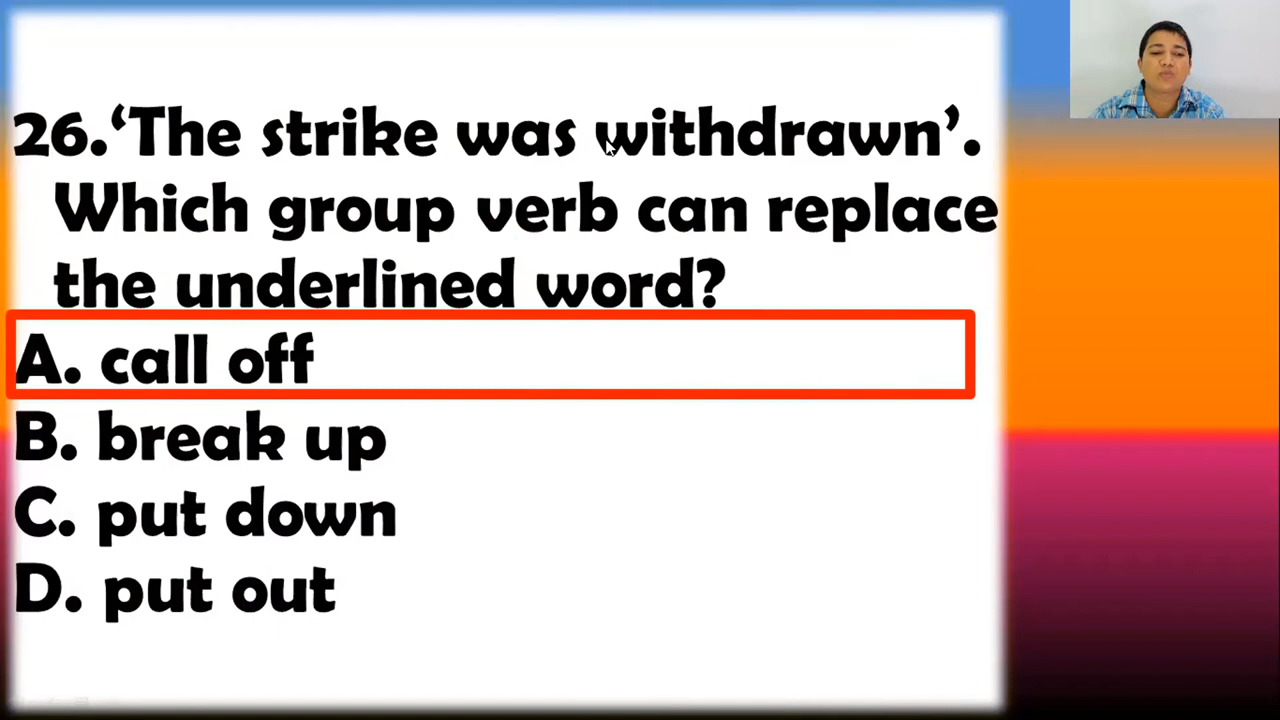 26.‘The strike was withdrawn’.
Which group verb can replace
the underlined word?
A. call off
B. break up
C. put down
D. put out